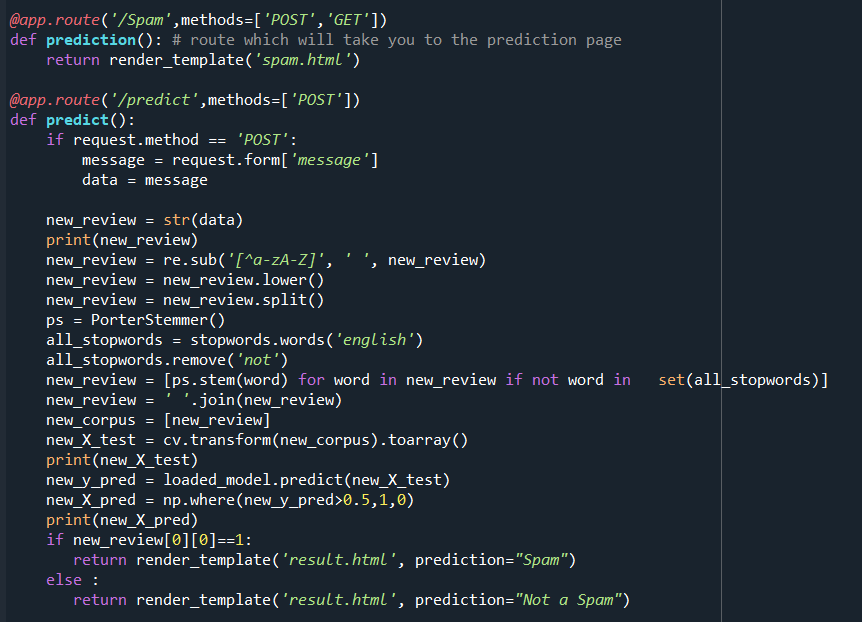 @app.route('/Spam',methods=['POST','GET'])
def prediction(): # route which will take you to the prediction page
    return render_template('spam.html')

@app.route('/predict',methods=['POST'])
def predict():
    if request.method == 'POST':
        message = request.form['message']
        data = message

    new_review = str(data)
    print(new_review)
    new_review = re.sub('[^a-zA-Z]', ' ', new_review)
    new_review = new_review.lower()
    new_review = new_review.split()
    ps = PorterStemmer()
    all_stopwords = stopwords.words('english')
    all_stopwords.remove('not')
    new_review = [ps.stem(word) for word in new_review if not word in   set(all_stopwords)]
    new_review = ' '.join(new_review)
    new_corpus = [new_review]
    new_X_test = cv.transform(new_corpus).toarray()
    print(new_X_test)
    new_y_pred = loaded_model.predict(new_X_test)
    new_X_pred = np.where(new_y_pred>0.5,1,0)
    print(new_X_pred)
    if new_review[0][0]==1:
       return render_template('result.html', prediction="Spam")
    else :
       return render_template('result.html', prediction="Not a Spam")